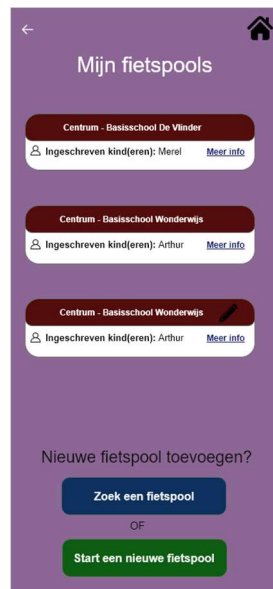 Mijn fietspools
Centrum - Basisschool De Vlinder
Ingeschreven kind(eren): Merel Meer info
Centrum - Basisschool Wonderwijs
Ingeschreven kind(eren): Arthur Meer info
Centrum - Basisschool Wonderwijs
Ingeschreven kind(eren): Arthur Meer info
Nieuwe fietspool toevoegen?
Zoek een fietspool
OF
Start een nieuwe fietspool